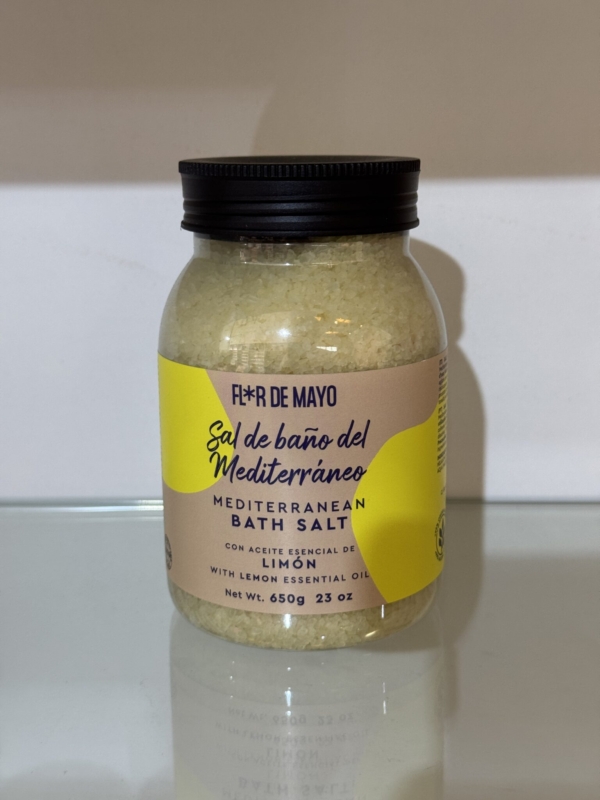 FL*R DE MAYO
Sal de baño del
Mediterráneo
MEDITERRANEAN
BATH SALT
CON ACEITE ESENCIAL DE
LIMÓN
WITH LEMON ESSENTIAL OIL
Net Wt. 650g 23 oz